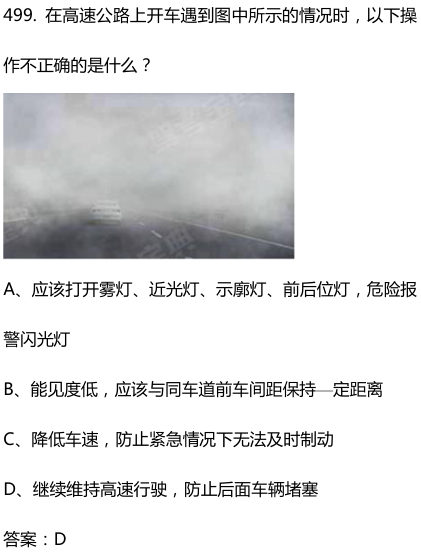 499. 在高速公路上开车遇到图中所示的情况时，以下操
作不正确的是什么？
A、应该打开雾灯、近光灯、示廓灯、前后位灯，危险报
警闪光灯
B、能见度低，应该与同车道前车间距保持一定距离
C、降低车速，防止紧急情况下无法及时制动
D、继续维持高速行驶，防止后面车辆堵塞
答案：D